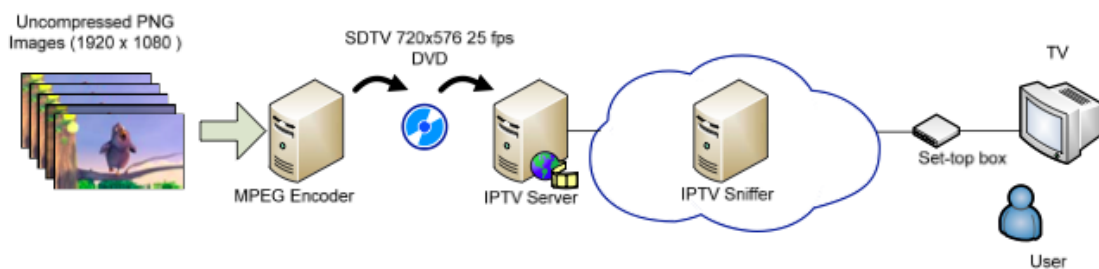 Uncompressed PNG
Images (1920 x 1080 )
SDTV 720x576 25 fps
DVD
TV
MPEG Encoder
IPTV Server
IPTV Sniffer
Set-top box
User